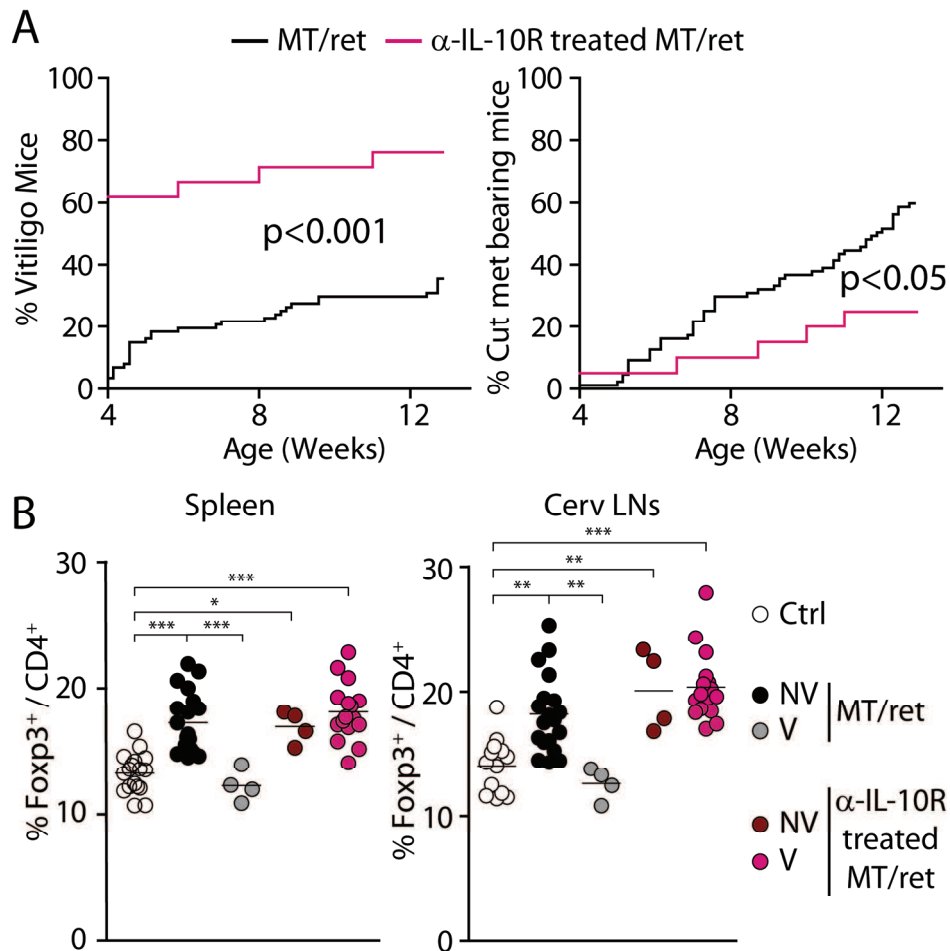 A
MT/ret α-IL-10R treated MT/ret
% Vitiligo Mice
100
80
60
40
20
0
p<0.001
4 8 12
Age (Weeks)
% Cut met bearing mice
100
80
60
40
20
0
p<0.05
4 8 12
Age (Weeks)
B
Spleen
% Foxp3⁺ / CD4⁺
30
20
10
0
***
*
*** ***
Cerv LNs
% Foxp3⁺ / CD4⁺
30
20
10
0
***
**
** **
Ctrl
NV
V
MT/ret
NV
V
α-IL-10R
treated
MT/ret